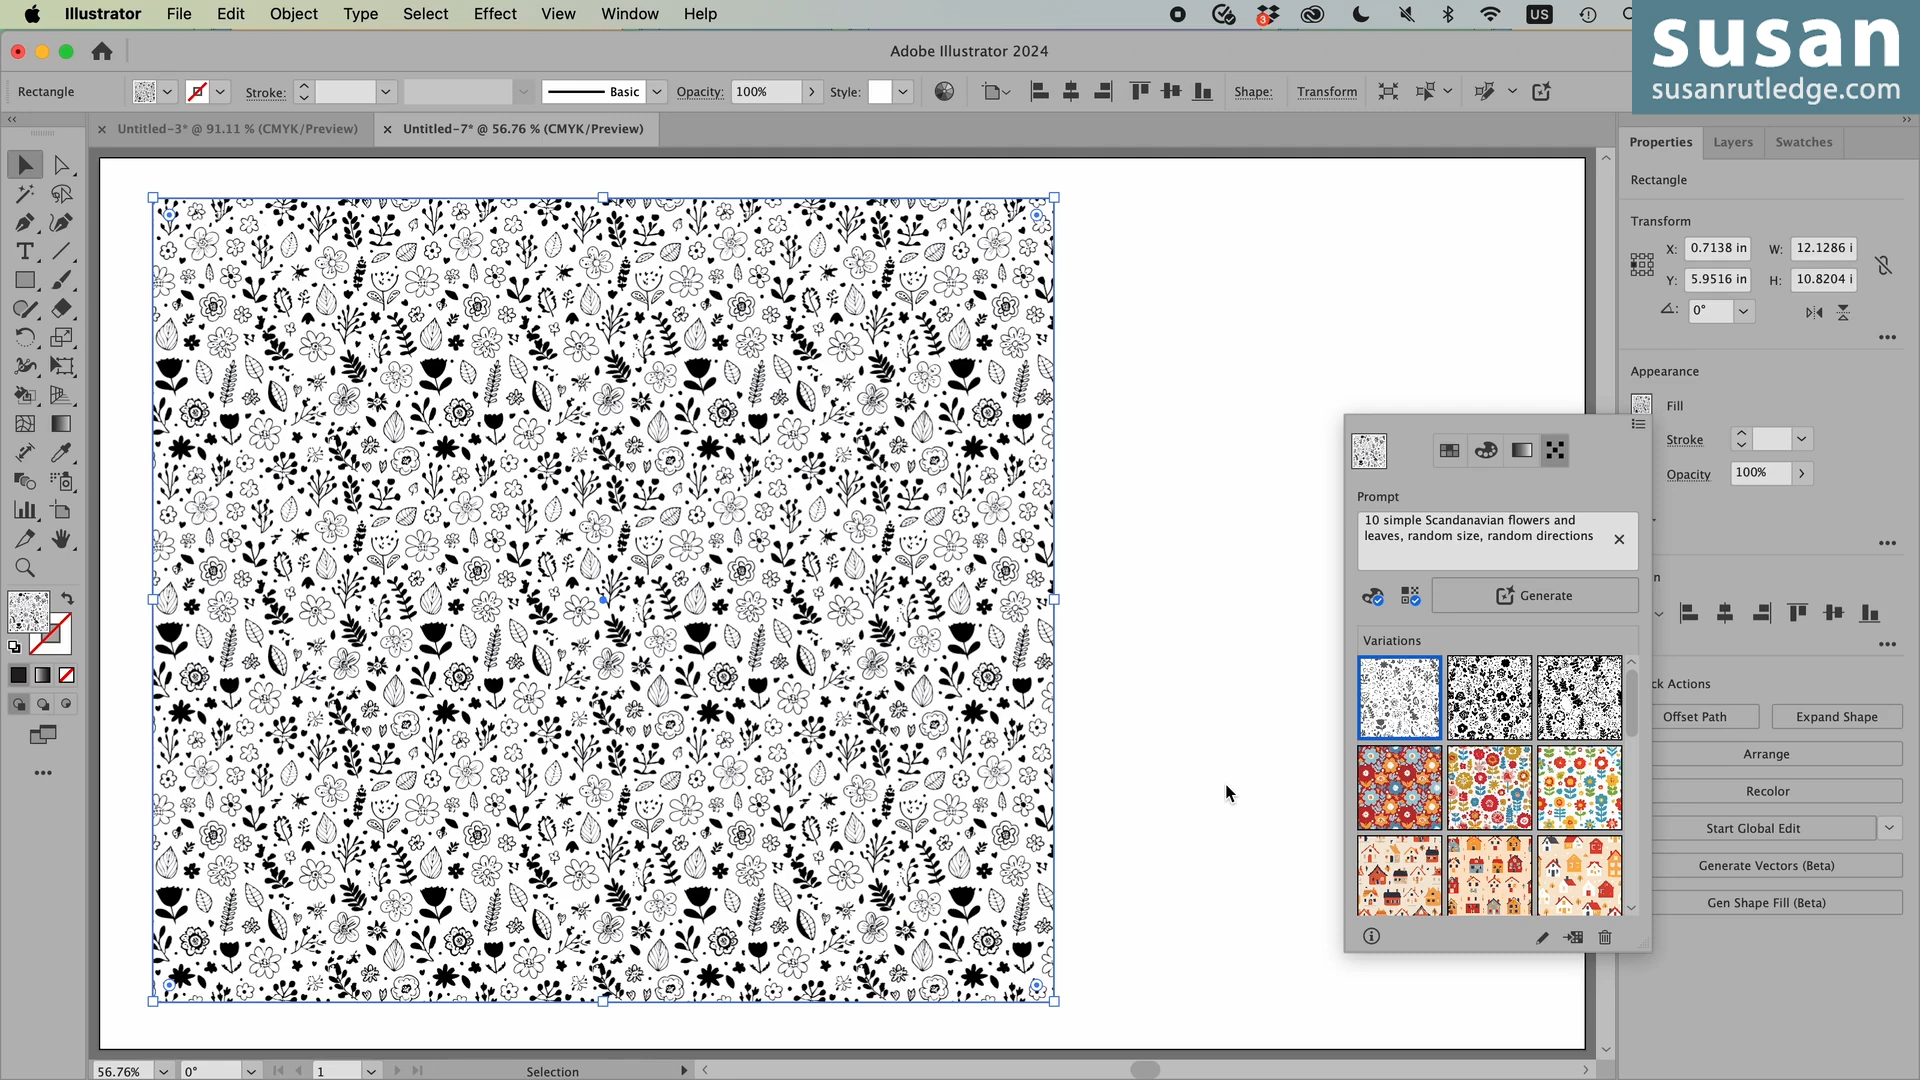 Illustrator File Edit Object Type Select Effect View Window Help
3
US
susan
susanrutledge.com
Adobe Illustrator 2024
Rectangle
Stroke:
Basic
Opacity: 100%
Style:
Shape:
Transform
Untitled-3* @ 91.11 % (CMYK/Preview)
Untitled-7* @ 56.76 % (CMYK/Preview)
Properties Layers Swatches
Rectangle
Transform
X: 0.7138 in W: 12.1286 i
Y: 5.9516 in H: 10.8204 i
0°
Appearance
Fill
Stroke
Opacity 100%
Prompt
10 simple Scandanavian flowers and
leaves, random size, random directions
Generate
Variations
n
ck Actions
Offset Path Expand Shape
Arrange
Recolor
Start Global Edit
Generate Vectors (Beta)
Gen Shape Fill (Beta)
56.76% 0° 1 Selection